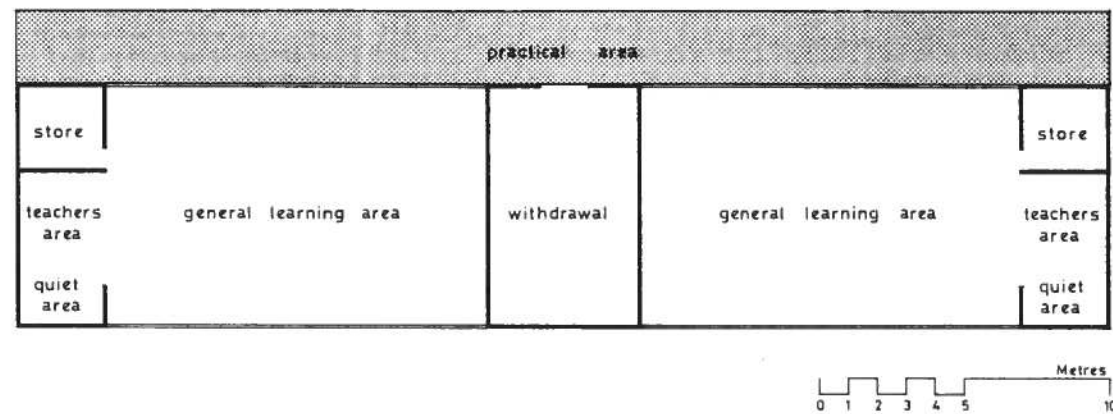 practical area
store
store
teachers
area
general learning area
withdrawal
general learning area
teachers
area
quiet
area
quiet
area
Metres
0 1 2 3 4 5 10